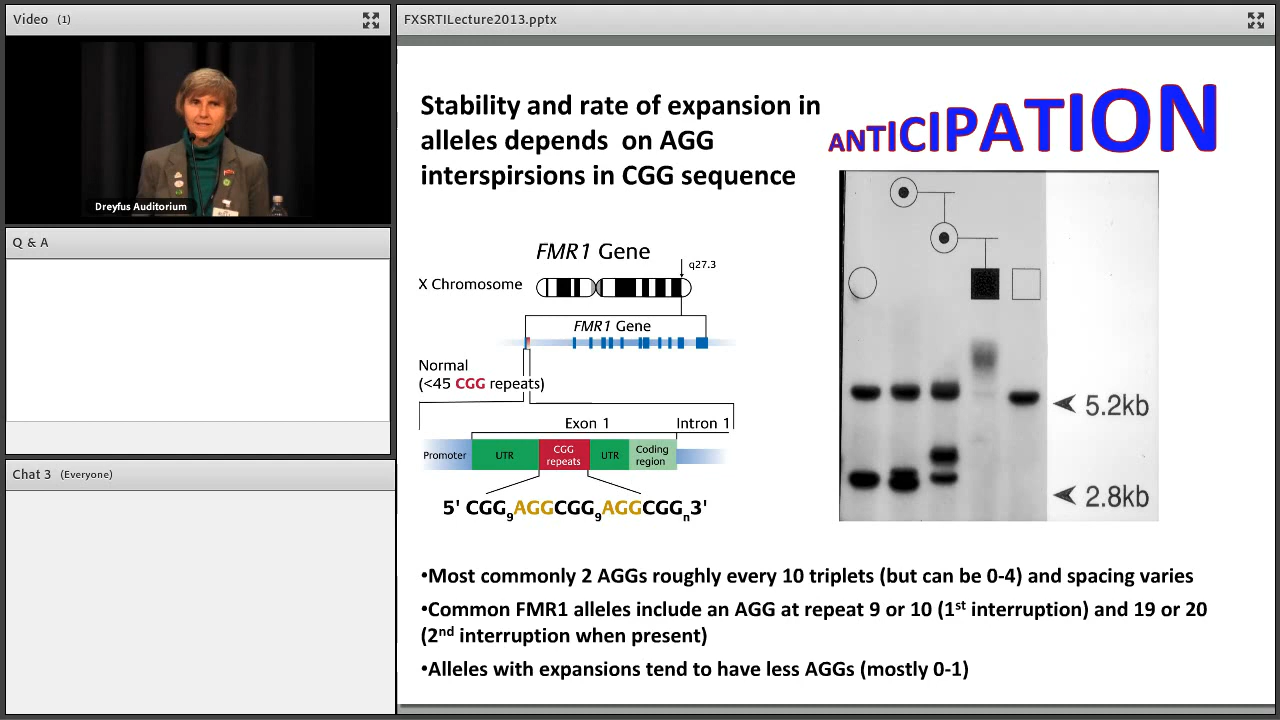 Video (1)
Dreyfus Auditorium
Q & A
Chat 3 (Everyone)
FXSRTILecture2013.pptx
Stability and rate of expansion in
alleles depends on AGG
interspirsions in CGG sequence
ANTICIPATION
FMR1 Gene
q27.3
X Chromosome
FMR1 Gene
Normal
(<45 CGG repeats)
Exon 1 Intron 1
Promoter UTR CGG repeats UTR Coding region
5' CGG9AGGCGG9AGGCGGn3'
5.2kb
2.8kb
•Most commonly 2 AGGs roughly every 10 triplets (but can be 0-4) and spacing varies
•Common FMR1 alleles include an AGG at repeat 9 or 10 (1st interruption) and 19 or 20
(2nd interruption when present)
•Alleles with expansions tend to have less AGGs (mostly 0-1)